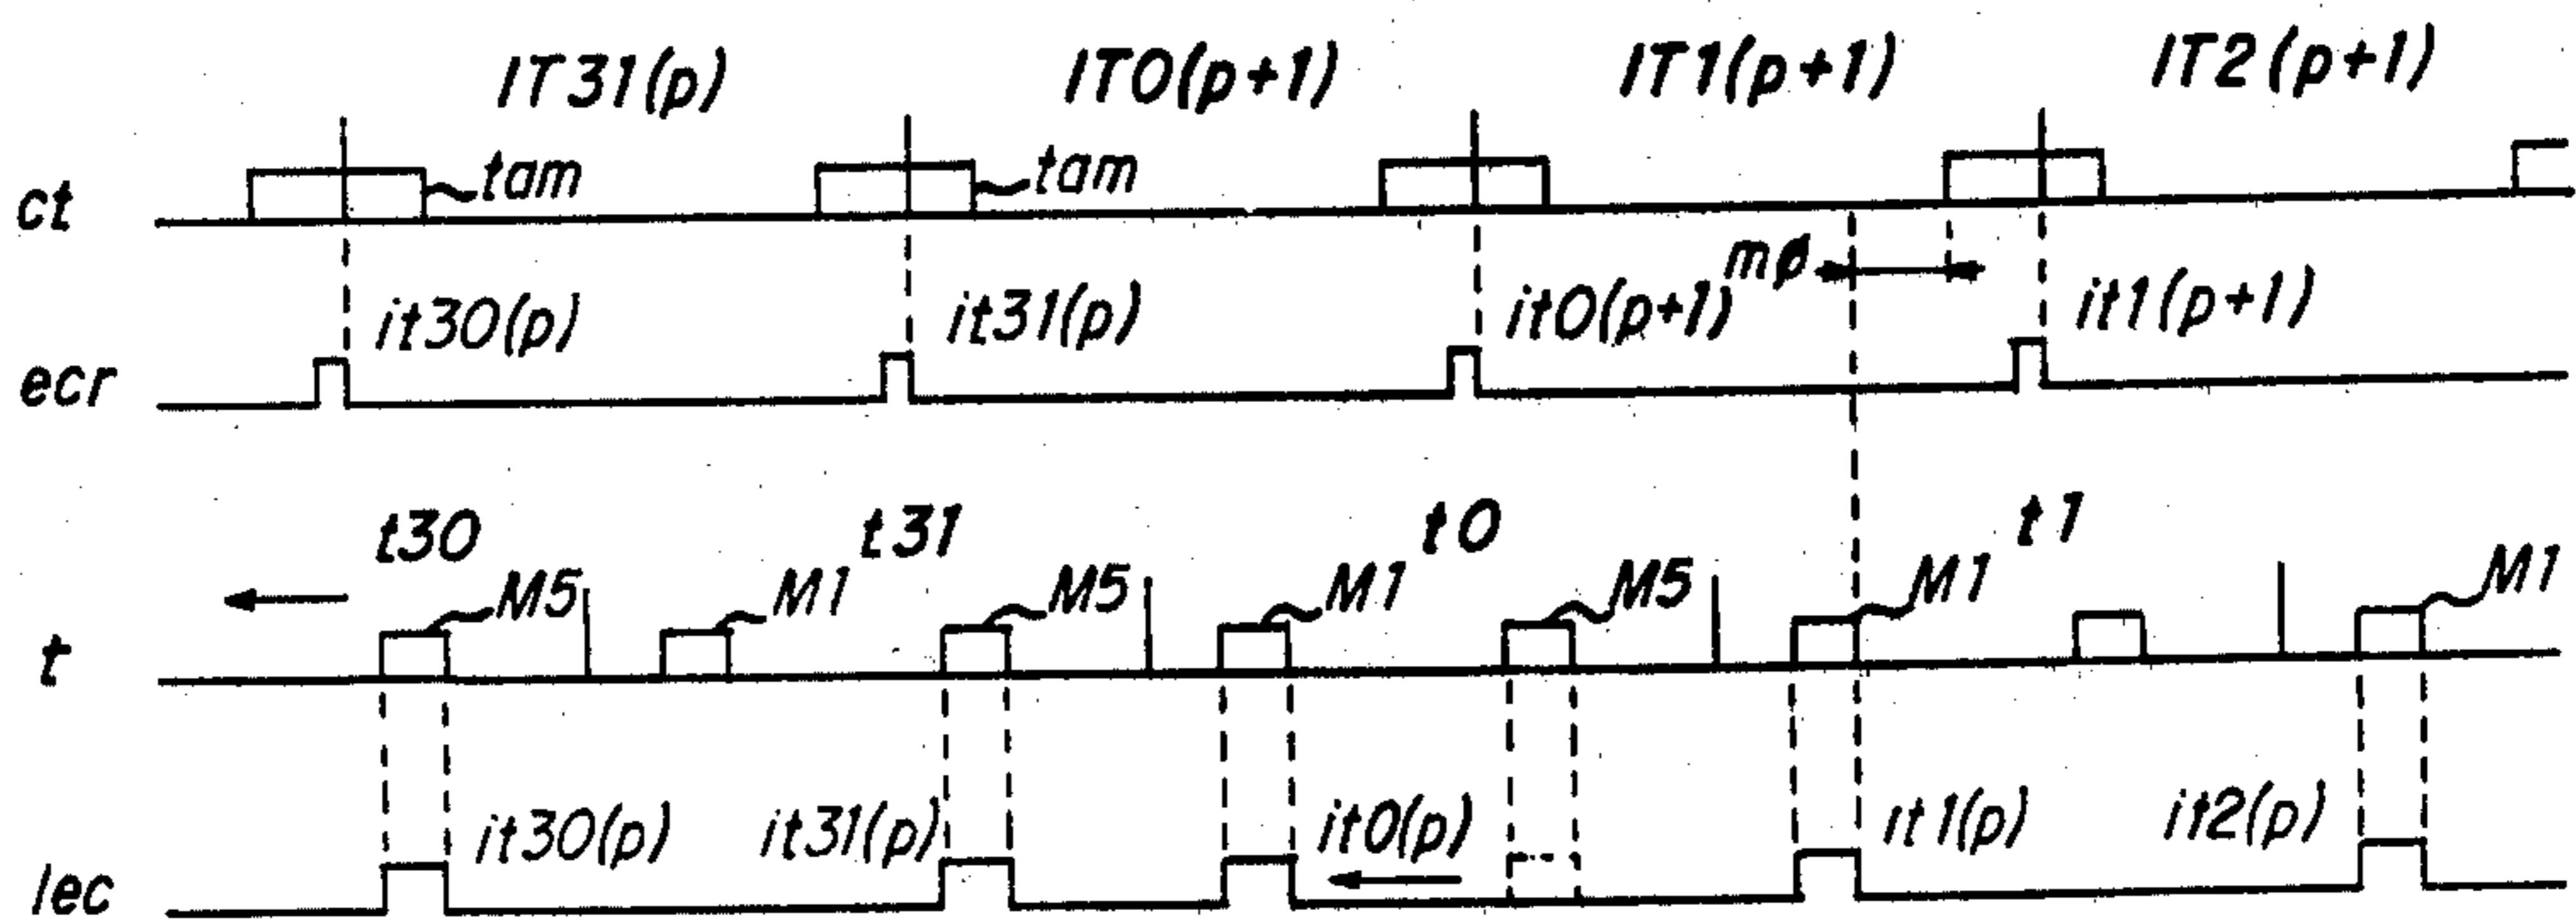 IT31(p) IT0(p+1) IT1(p+1) IT2(p+1)
ct tam tam
mø
it30(p) it31(p) it0(p+1) it1(p+1)
ecr
t30 t31 t0 t1
M5 M1 M5 M1 M5 M1 M1
t
it30(p) it31(p) it0(p) it1(p) it2(p)
lec